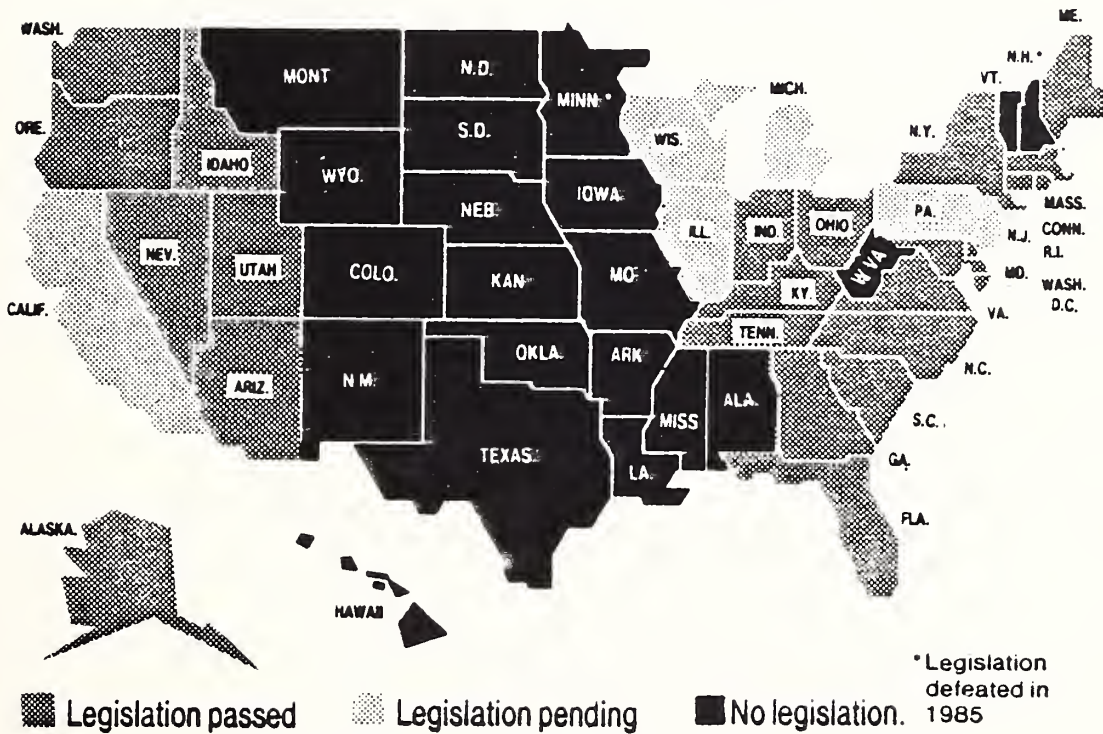 ME.
WASH.
N.H.*
MONT
N.D.
VT.
MICH.
MINN.*
ORE.
S.D.
N.Y.
WIS.
IDAHO
WYO.
IOWA
MASS.
NEB.
PA.
IND.
OHIO
CONN.
N.J.
ILL.
NEV.
R.I.
UTAH
COLO.
KAN.
MO.*
W VA
MD.
WASH.
D.C.
KY.
CALIF.
VA.
TENN.
OKLA.
ARK
N.C.
ARIZ.
N.M.
ALA.
MISS
S.C.
TEXAS
GA.
LA.
FLA.
ALASKA.
HAWAII
*Legislation
defeated in
1985
Legislation passed
Legislation pending
No legislation.